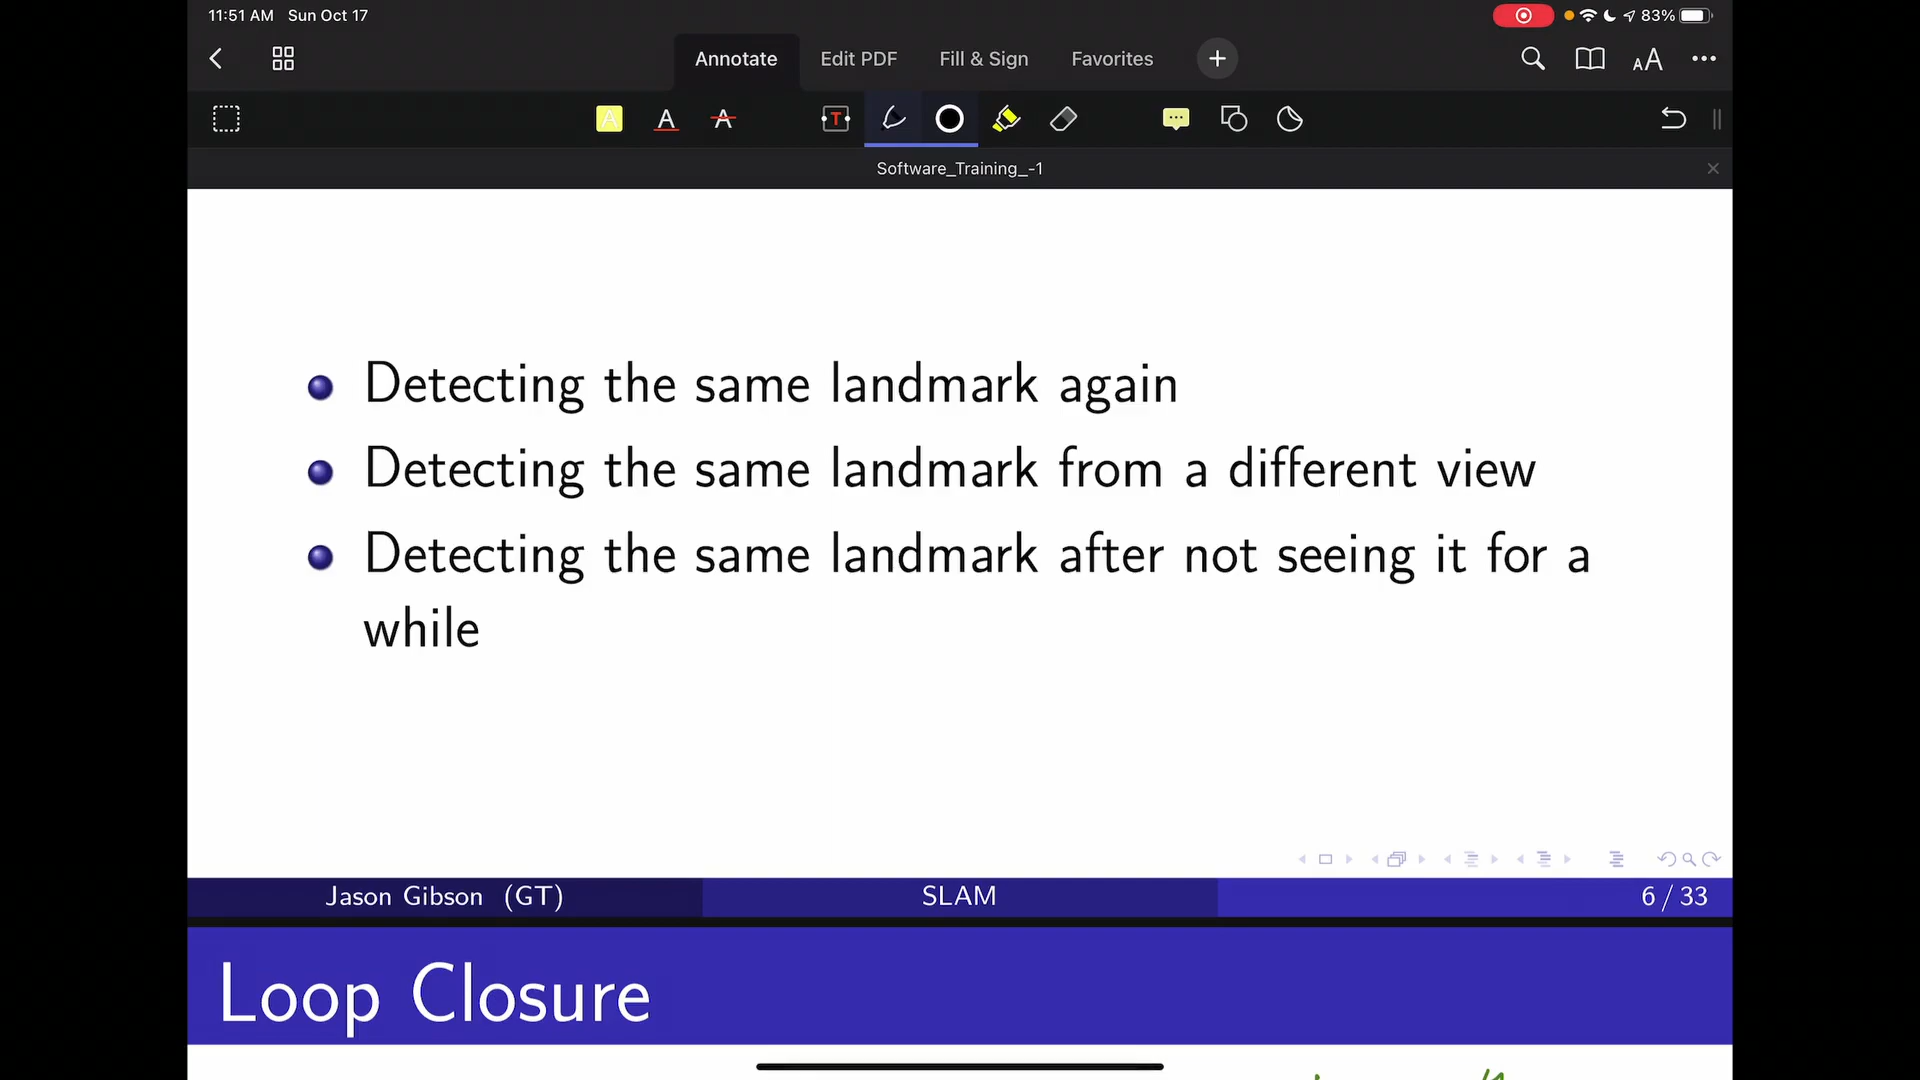 11:51 AM Sun Oct 17
83%
Annotate Edit PDF Fill & Sign Favorites
AA
A A A T
Software_Training_-1
Detecting the same landmark again
Detecting the same landmark from a different view
Detecting the same landmark after not seeing it for a
while
Jason Gibson (GT) SLAM 6 / 33
Loop Closure